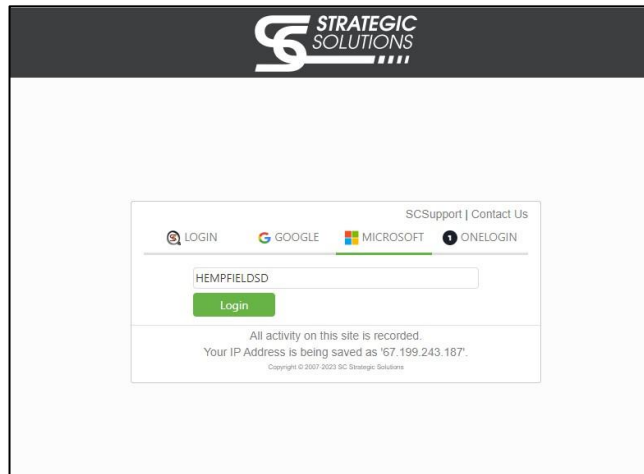 STRATEGIC
SOLUTIONS
SCSupport | Contact Us
LOGIN GOOGLE MICROSOFT 1 ONELOGIN
HEMPFIELDSD
Login
All activity on this site is recorded.
Your IP Address is being saved as '67.199.243.187'.
Copyright © 2007-2023 SC Strategic Solutions